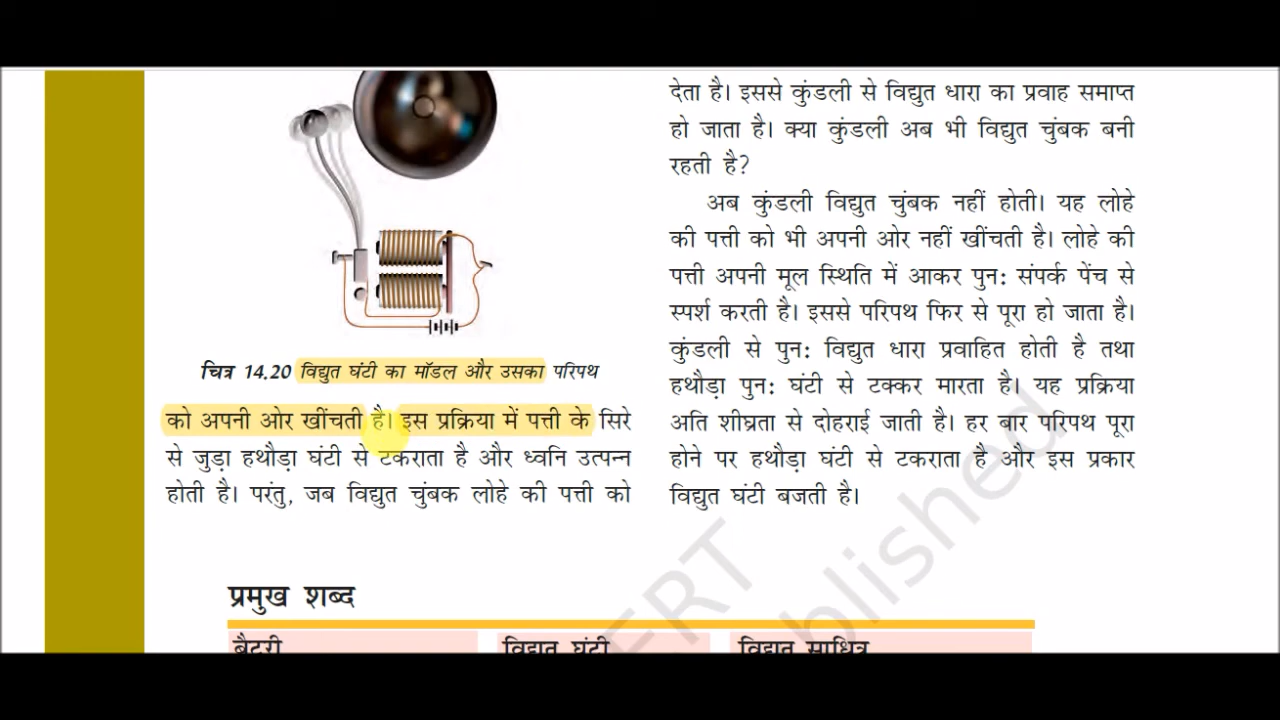 चित्र 14.20 विद्युत घंटी का मॉडल और उसका परिपथ
को अपनी ओर खींचती है। इस प्रक्रिया में पत्ती के सिरे
से जुड़ा हथौड़ा घंटी से टकराता है और ध्वनि उत्पन्न
होती है। परंतु, जब विद्युत चुंबक लोहे की पत्ती को
देता है। इससे कुंडली से विद्युत धारा का प्रवाह समाप्त
हो जाता है। क्या कुंडली अब भी विद्युत चुंबक बनी
रहती है?
अब कुंडली विद्युत चुंबक नहीं होती। यह लोहे
की पत्ती को भी अपनी ओर नहीं खींचती है। लोहे की
पत्ती अपनी मूल स्थिति में आकर पुन: संपर्क पेंच से
स्पर्श करती है। इससे परिपथ फिर से पूरा हो जाता है।
कुंडली से पुन: विद्युत धारा प्रवाहित होती है तथा
हथौड़ा पुन: घंटी से टक्कर मारता है। यह प्रक्रिया
अति शीघ्रता से दोहराई जाती है। हर बार परिपथ पूरा
होने पर हथौड़ा घंटी से टकराता है और इस प्रकार
विद्युत घंटी बजती है।
प्रमुख शब्द
बैटरी विद्युत घंटी विद्युत साधित्र
ERT
blished